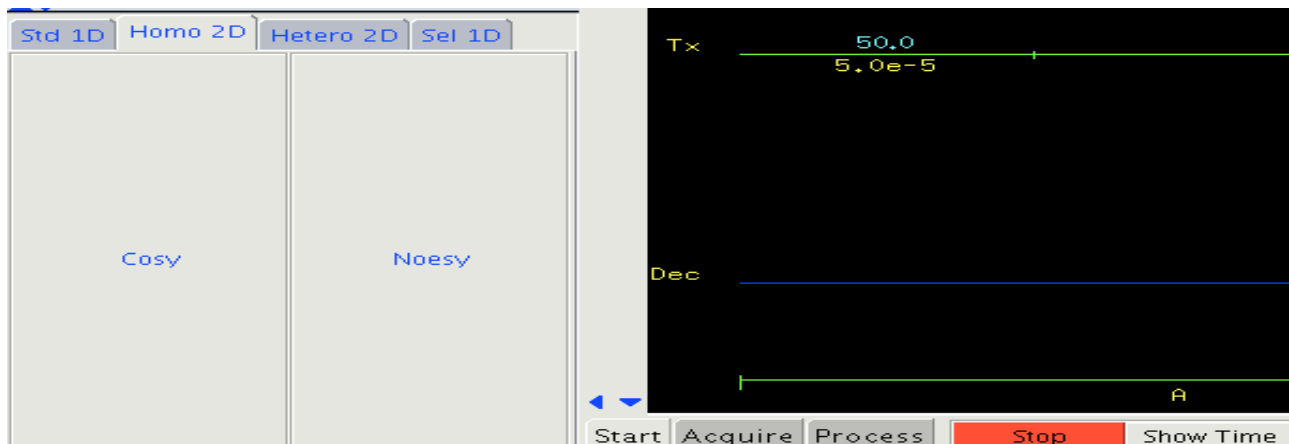 Std 1D Homo 2D Hetero 2D Sel 1D
Cosy Noesy
Tx 50.0
5.0e-5
Dec
A
Start Acquire Process Stop Show Time